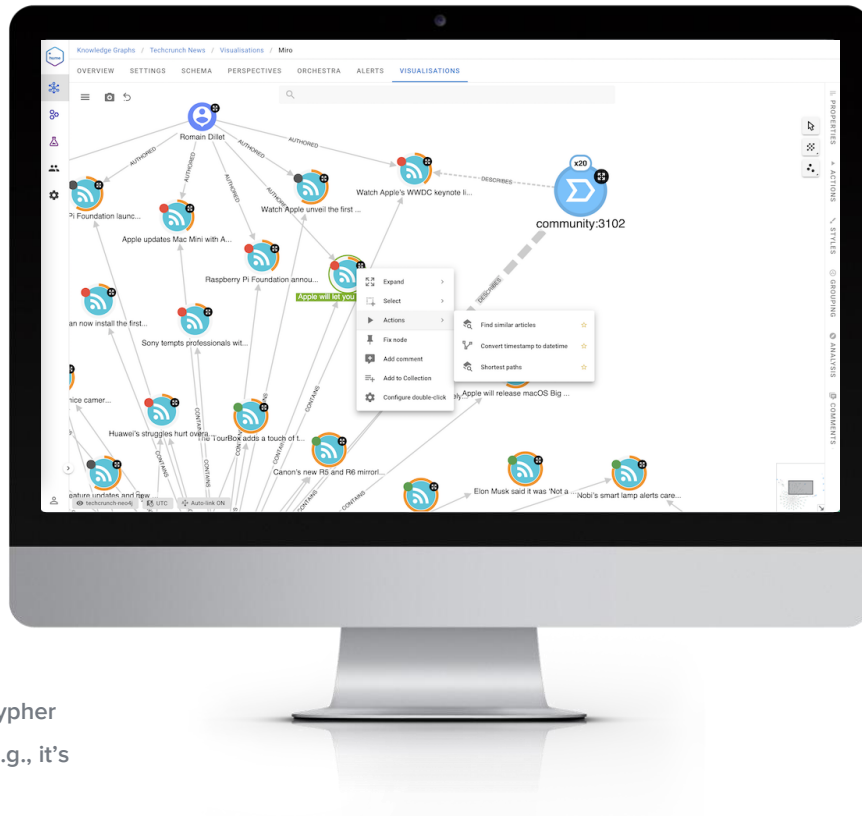 hume
Knowledge Graphs / Techcrunch News / Visualisations / Miro
OVERVIEW SETTINGS SCHEMA PERSPECTIVES ORCHESTRA ALERTS VISUALISATIONS
PROPERTIES
ACTIONS
STYLES
GROUPING
ANALYSIS
COMMENTS
Romain Dillet
AUTHORED
AUTHORED
AUTHORED
AUTHORED
AUTHORED
x20
DESCRIBES
community:3102
DESCRIBES
Pi Foundation launc...
Watch Apple unveil the first ...
Watch Apple's WWDC keynote li...
Apple updates Mac Mini with A...
Raspberry Pi Foundation annou...
Apple will let you
an now install the first...
Sony tempts professionals wit...
Expand
Select
Actions
Fix node
Add comment
Add to Collection
Configure double-click
Find similar articles
Convert timestamp to datetime
Shortest paths
nice camer...
ely...
Apple will release macOS Big ...
Huawei's struggles hurt overa...
The TourBox adds a touch of t...
CONTAINS
CONTAINS
CONTAINS
CONTAINS
CONTAINS
CONTAINS
Canon's new R5 and R6 mirrorl...
Elon Musk said it was 'Not a ...
Nobi's smart lamp alerts care...
eature updates and new
techcrunch-neo4j UTC Auto-link ON
ypher
.g., it's